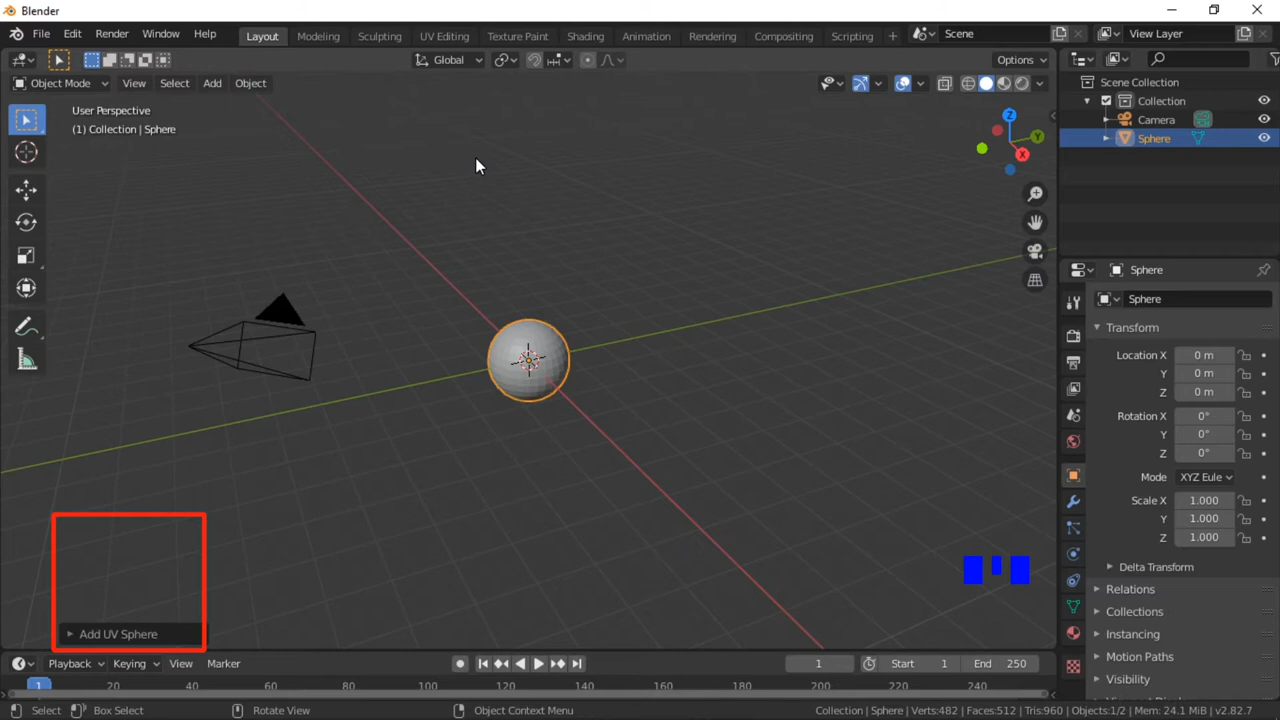 Blender
File Edit Render Window Help Layout Modeling Sculpting UV Editing Texture Paint Shading Animation Rendering Compositing Scripting + Scene View Layer
Global Options
Object Mode View Select Add Object
User Perspective
(1) Collection | Sphere
Z
Y
X
Scene Collection
Collection
Camera
Sphere
Sphere
Sphere
Transform
Location X 0 m
Y 0 m
Z 0 m
Rotation X 0°
Y 0°
Z 0°
Mode XYZ Eule
Scale X 1.000
Y 1.000
Z 1.000
Delta Transform
Relations
Collections
Instancing
Motion Paths
Visibility
Add UV Sphere
Playback Keying View Marker 1 Start 1 End 250
1 20 40 60 80 100 120 140 160 180 200 220 240
Select Box Select Rotate View Object Context Menu Collection | Sphere | Verts:482 | Faces:512 | Tris:960 | Objects:1/2 | Mem: 24.1 MiB | v2.82.7